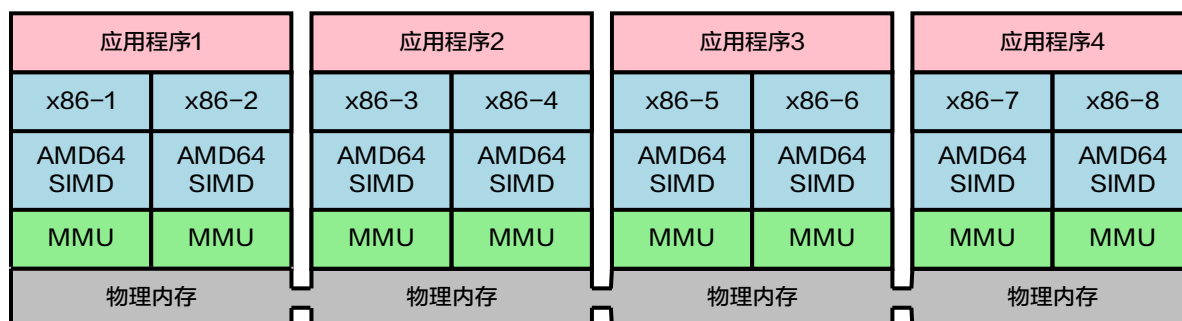 应用程序1 应用程序2 应用程序3 应用程序4
x86-1 x86-2 x86-3 x86-4 x86-5 x86-6 x86-7 x86-8
AMD64 AMD64 AMD64 AMD64 AMD64 AMD64 AMD64 AMD64
SIMD SIMD SIMD SIMD SIMD SIMD SIMD SIMD
MMU MMU MMU MMU MMU MMU MMU MMU
物理内存 物理内存 物理内存 物理内存